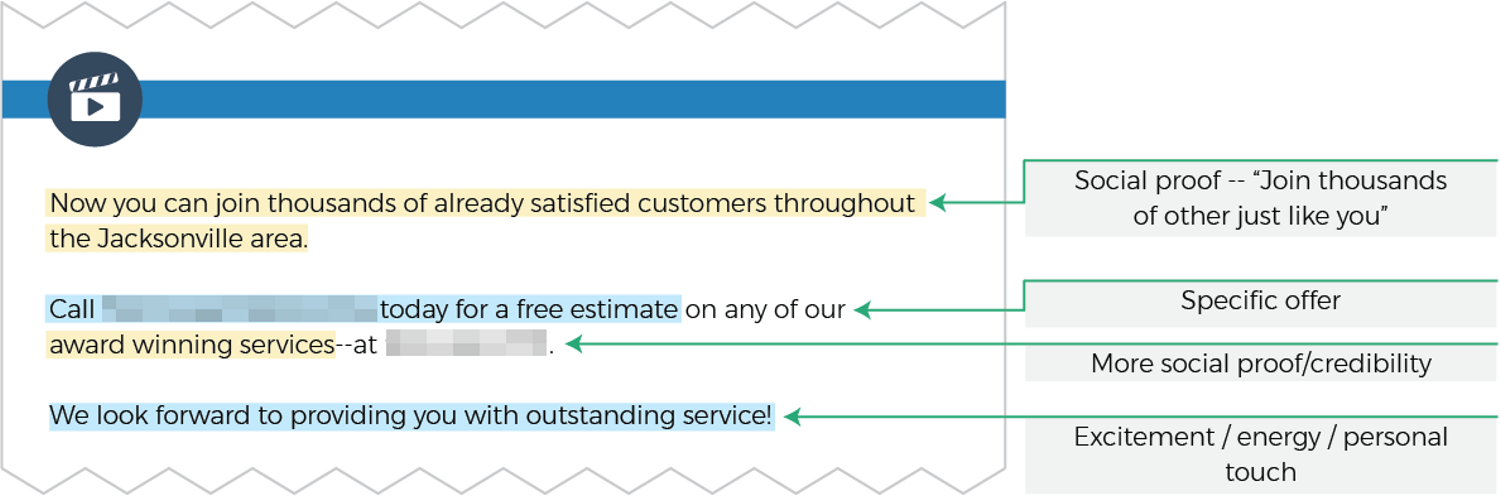 Now you can join thousands of already satisfied customers throughout
the Jacksonville area.
Call today for a free estimate on any of our
award winning services--at .
We look forward to providing you with outstanding service!
Social proof -- “Join thousands
of other just like you”
Specific offer
More social proof/credibility
Excitement / energy / personal
touch